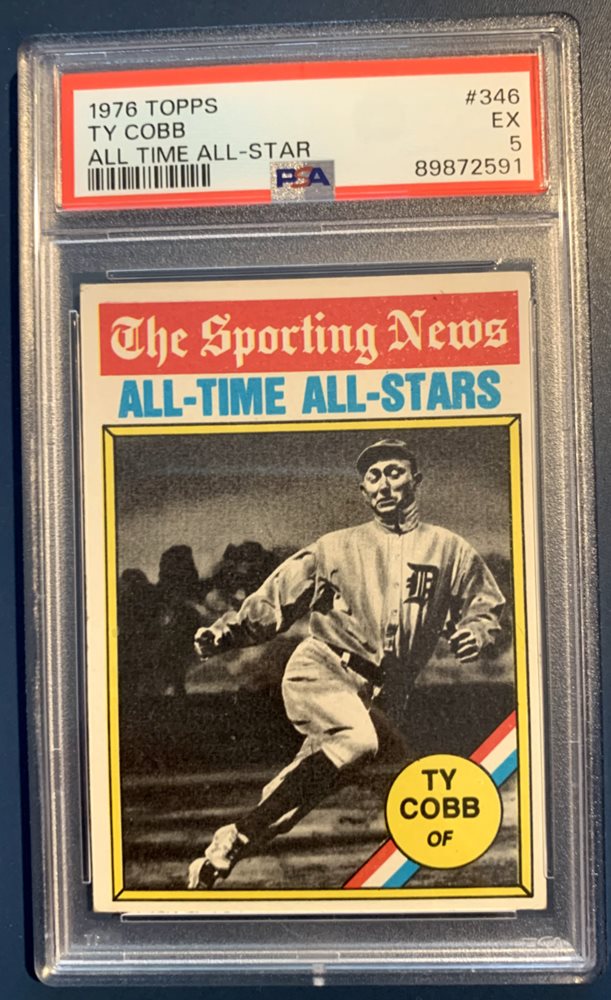 1976 TOPPS #346
TY COBB EX
ALL TIME ALL-STAR 5
PSA 89872591
The Sporting News
ALL-TIME ALL-STARS
D
TY
COBB
OF